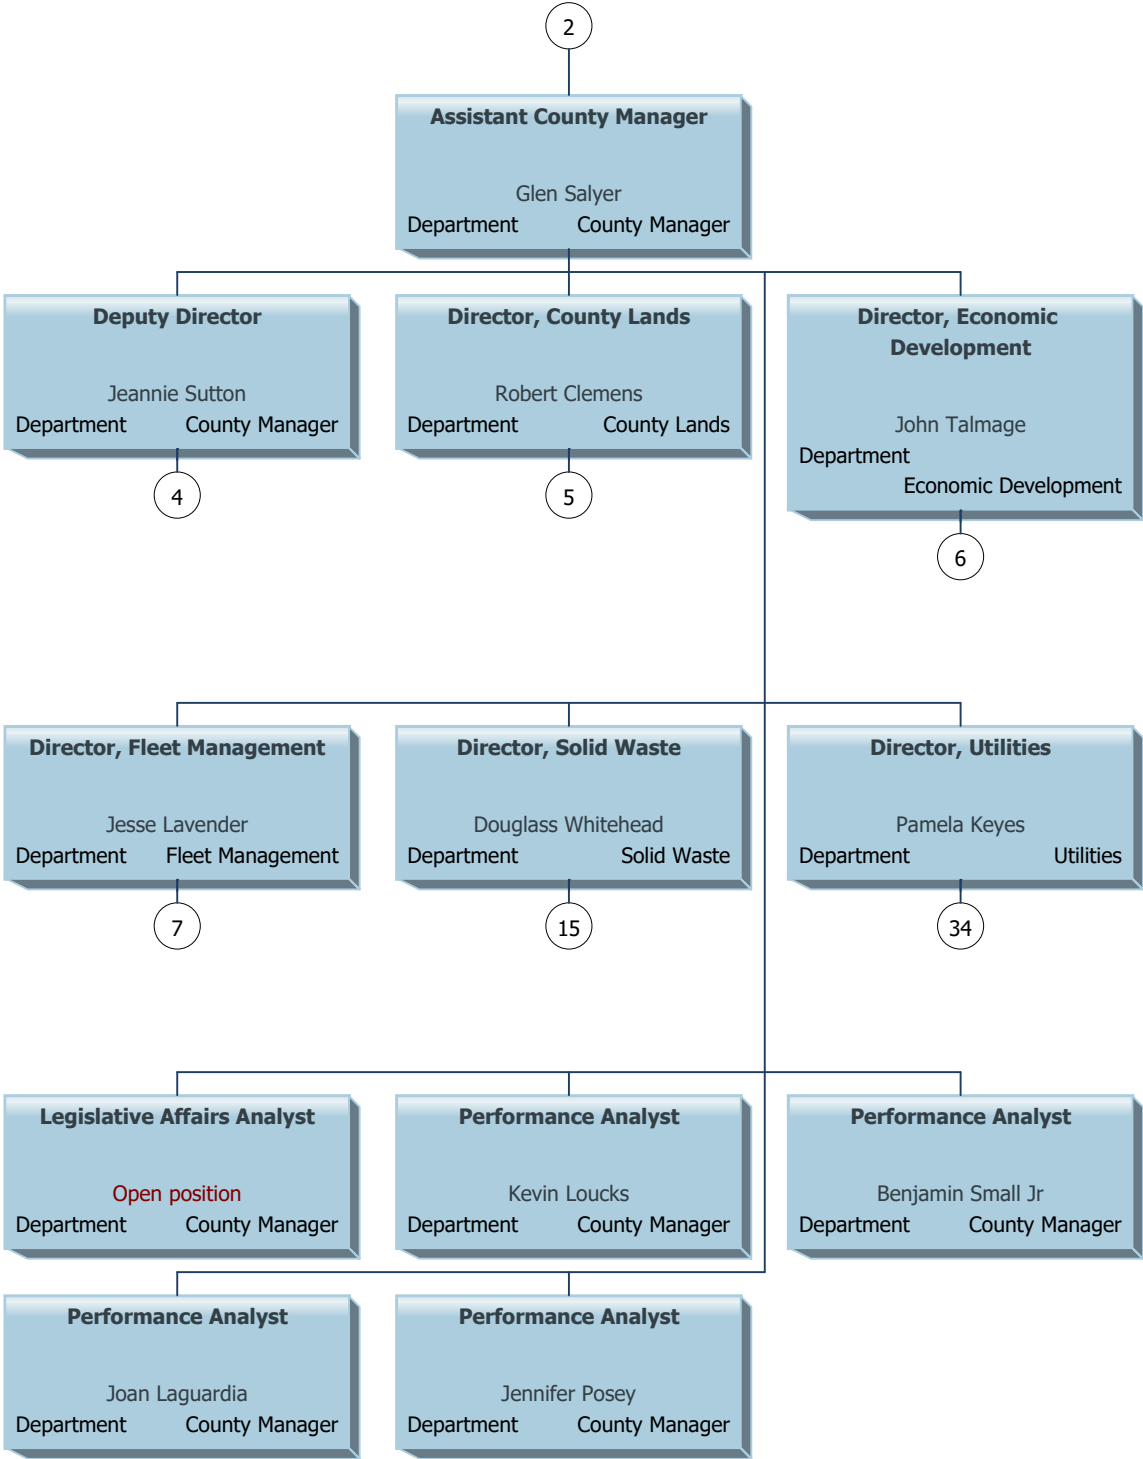 2
Assistant County Manager
Glen Salyer
Department County Manager
Deputy Director
Jeannie Sutton
Department County Manager
4
Director, County Lands
Robert Clemens
Department County Lands
5
Director, Economic
Development
John Talmage
Department
Economic Development
6
Director, Fleet Management
Jesse Lavender
Department Fleet Management
7
Director, Solid Waste
Douglass Whitehead
Department Solid Waste
15
Director, Utilities
Pamela Keyes
Department Utilities
34
Legislative Affairs Analyst
Open position
Department County Manager
Performance Analyst
Kevin Loucks
Department County Manager
Performance Analyst
Benjamin Small Jr
Department County Manager
Performance Analyst
Joan Laguardia
Department County Manager
Performance Analyst
Jennifer Posey
Department County Manager